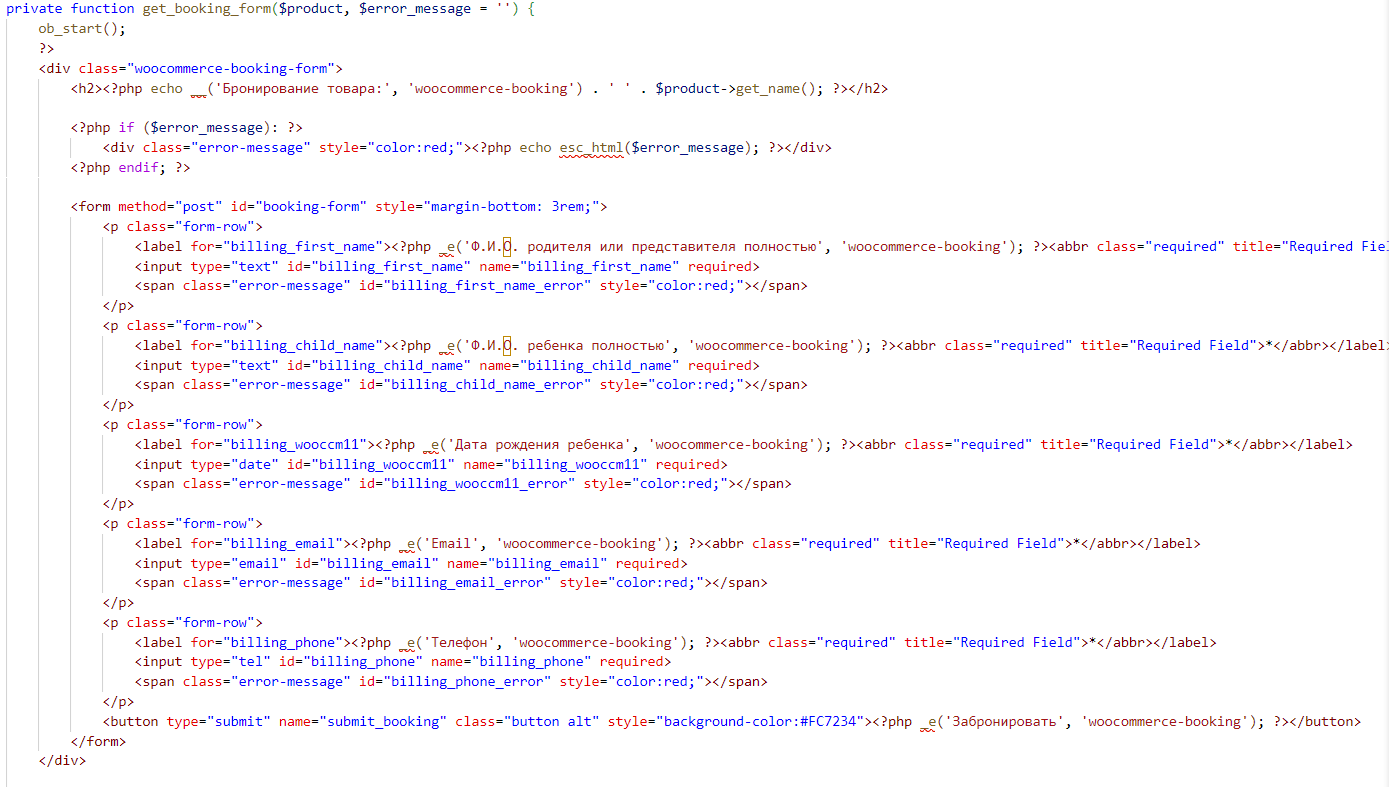 private function get_booking_form($product, $error_message = '') {
ob_start();
?>
<div class="woocommerce-booking-form">
<h2><?php echo __('Бронирование товара:', 'woocommerce-booking') . ' ' . $product->get_name(); ?></h2>
<?php if ($error_message): ?>
<div class="error-message" style="color:red;"><?php echo esc_html($error_message); ?></div>
<?php endif; ?>
<form method="post" id="booking-form" style="margin-bottom: 3rem;">
<p class="form-row">
<label for="billing_first_name"><?php _e('Ф.И.О. родителя или представителя полностью', 'woocommerce-booking'); ?><abbr class="required" title="Required Fiel
<input type="text" id="billing_first_name" name="billing_first_name" required>
<span class="error-message" id="billing_first_name_error" style="color:red;"></span>
</p>
<p class="form-row">
<label for="billing_child_name"><?php _e('Ф.И.О. ребенка полностью', 'woocommerce-booking'); ?><abbr class="required" title="Required Field">*</abbr></label>
<input type="text" id="billing_child_name" name="billing_child_name" required>
<span class="error-message" id="billing_child_name_error" style="color:red;"></span>
</p>
<p class="form-row">
<label for="billing_wooccm11"><?php _e('Дата рождения ребенка', 'woocommerce-booking'); ?><abbr class="required" title="Required Field">*</abbr></label>
<input type="date" id="billing_wooccm11" name="billing_wooccm11" required>
<span class="error-message" id="billing_wooccm11_error" style="color:red;"></span>
</p>
<p class="form-row">
<label for="billing_email"><?php _e('Email', 'woocommerce-booking'); ?><abbr class="required" title="Required Field">*</abbr></label>
<input type="email" id="billing_email" name="billing_email" required>
<span class="error-message" id="billing_email_error" style="color:red;"></span>
</p>
<p class="form-row">
<label for="billing_phone"><?php _e('Телефон', 'woocommerce-booking'); ?><abbr class="required" title="Required Field">*</abbr></label>
<input type="tel" id="billing_phone" name="billing_phone" required>
<span class="error-message" id="billing_phone_error" style="color:red;"></span>
</p>
<button type="submit" name="submit_booking" class="button alt" style="background-color:#FC7234"><?php _e('Забронировать', 'woocommerce-booking'); ?></button>
</form>
</div>